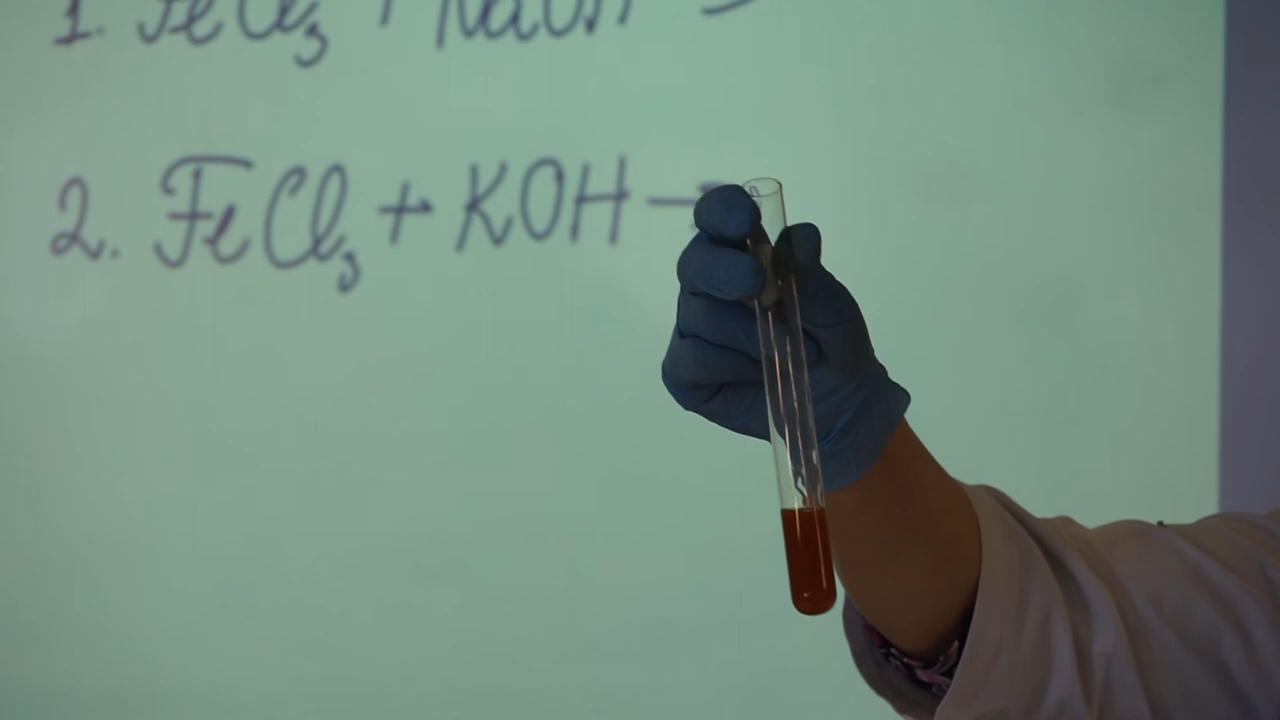 1. FeCl₃ + NaOH →
2. FeCl₃ + KOH →